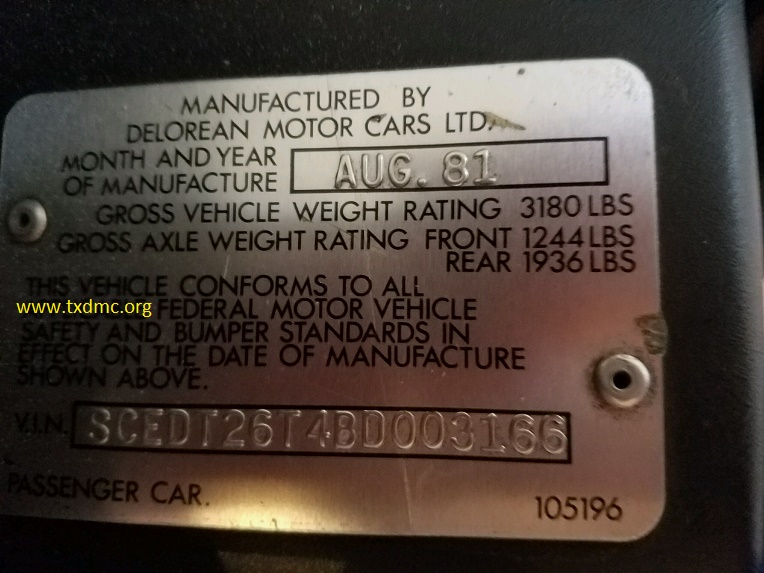 MANUFACTURED BY
DELOREAN MOTOR CARS LTD.
MONTH AND YEAR
OF MANUFACTURE AUG. 81
GROSS VEHICLE WEIGHT RATING 3180 LBS
GROSS AXLE WEIGHT RATING FRONT 1244 LBS
REAR 1936 LBS
THIS VEHICLE CONFORMS TO ALL
www.txdmc.org FEDERAL MOTOR VEHICLE
SAFETY AND BUMPER STANDARDS IN
EFFECT ON THE DATE OF MANUFACTURE
SHOWN ABOVE.
V.I.N. SCEDT26T4BD003166
PASSENGER CAR. 105196